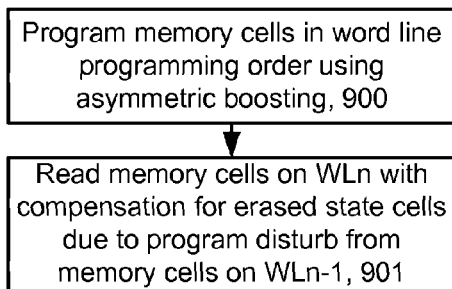 Program memory cells in word line
programming order using
asymmetric boosting, 900
Read memory cells on WLn with
compensation for erased state cells
due to program disturb from
memory cells on WLn-1, 901